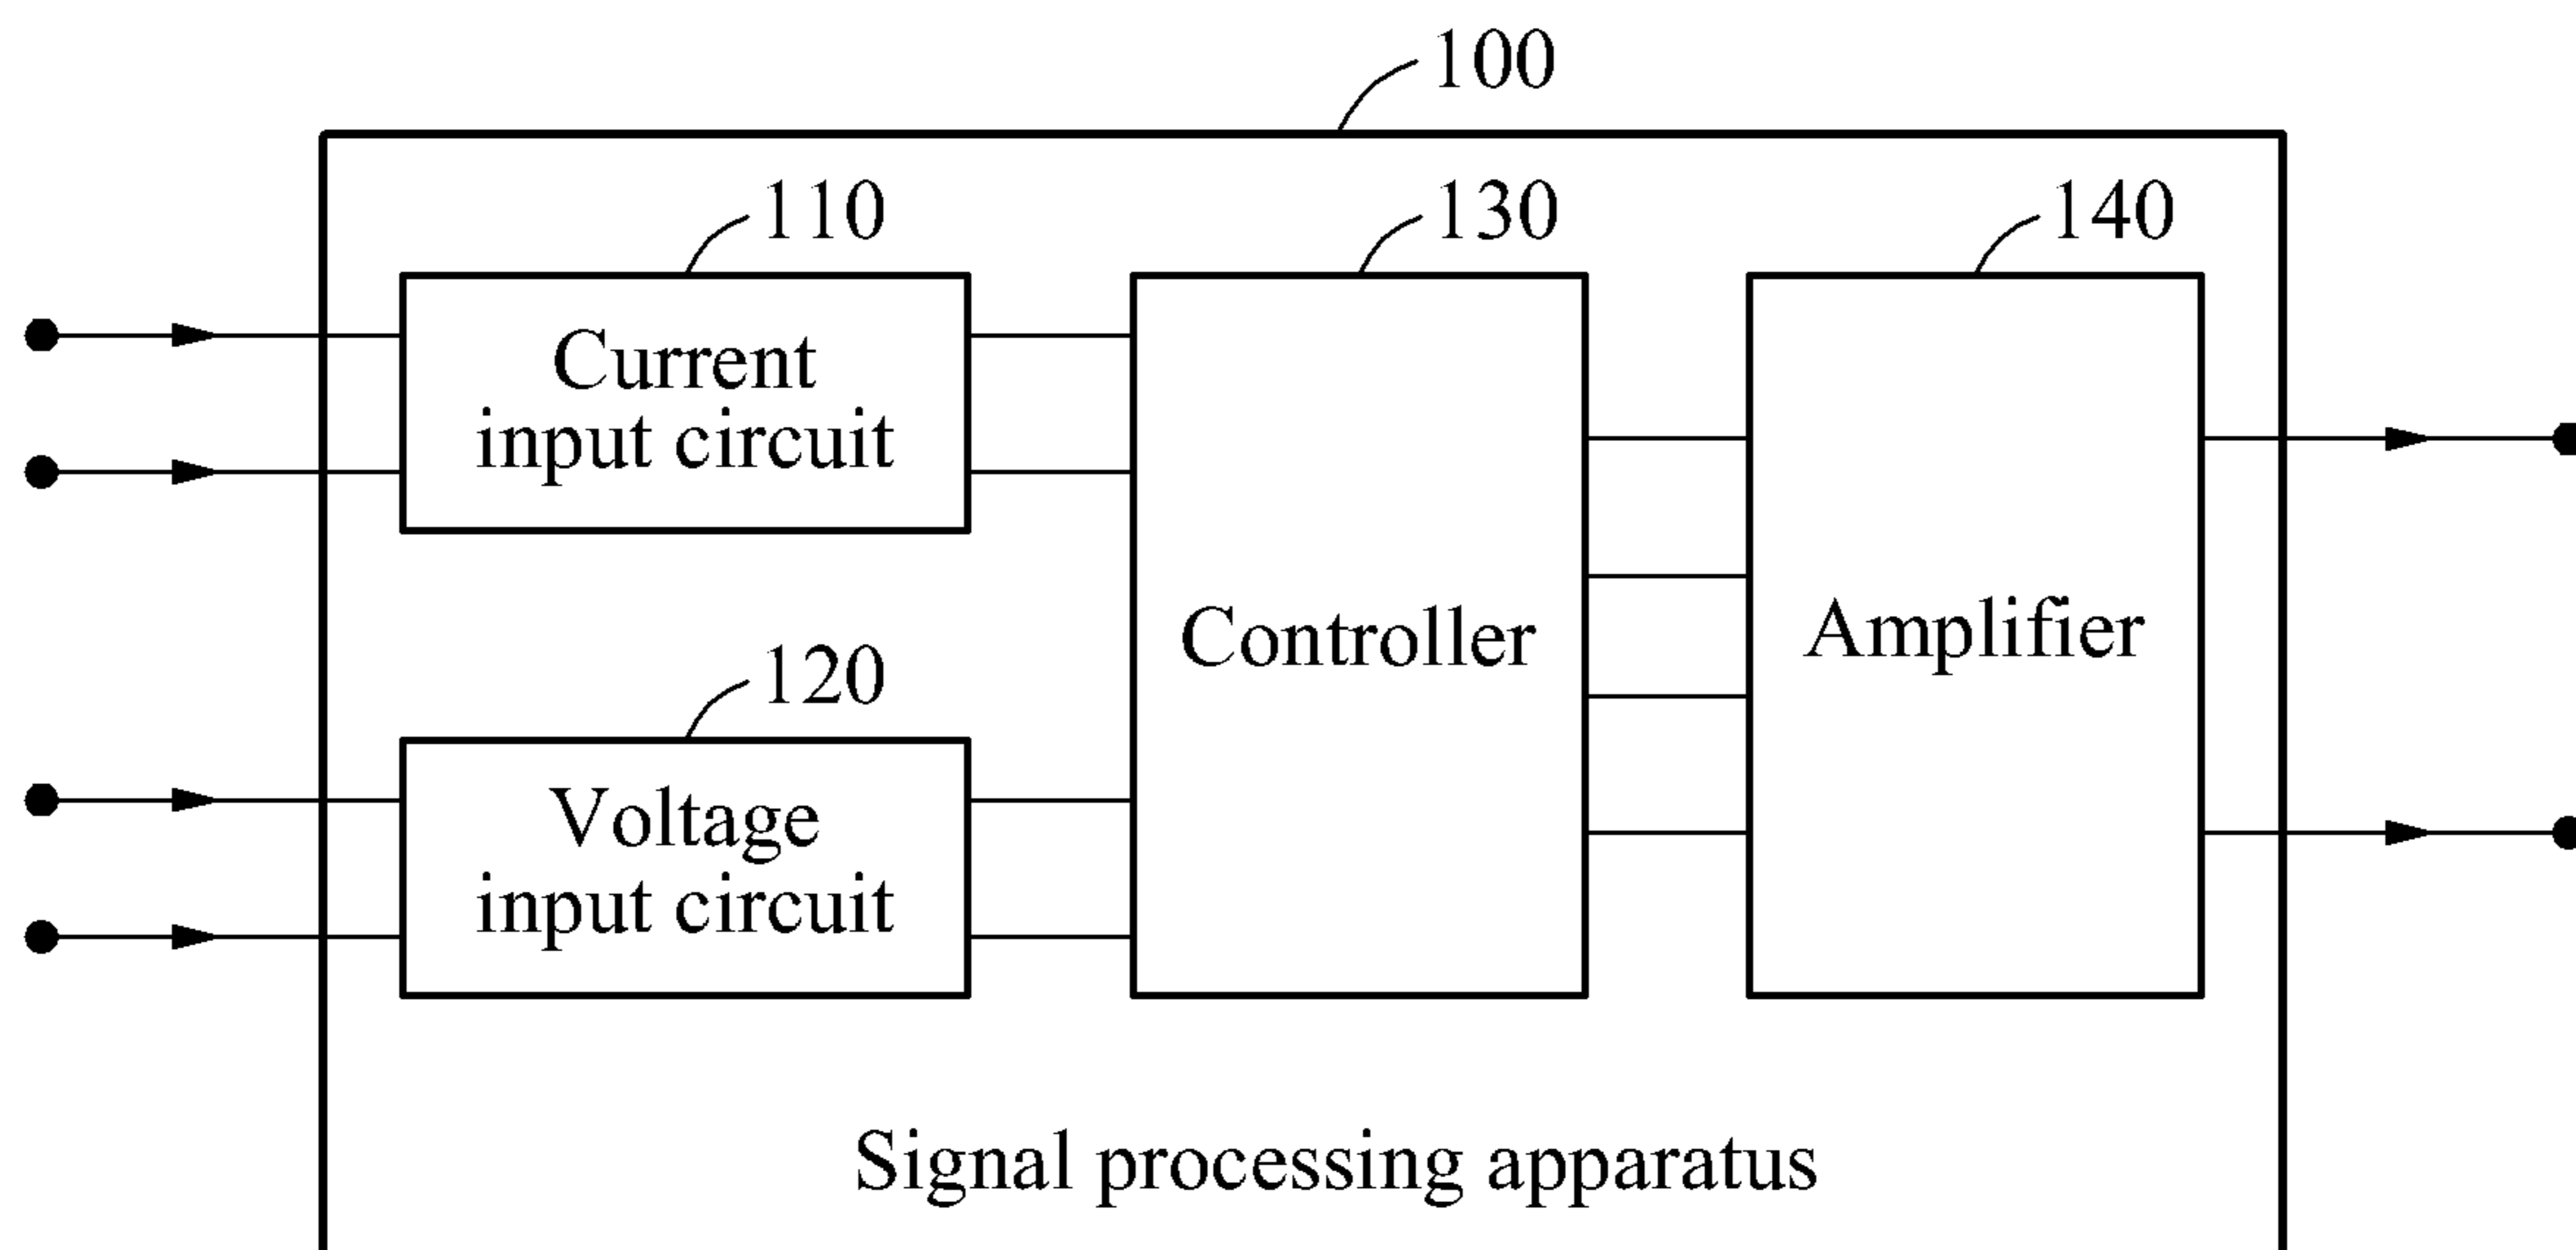 100
110
130
140
Current
input circuit
Controller
Amplifier
120
Voltage
input circuit
Signal processing apparatus